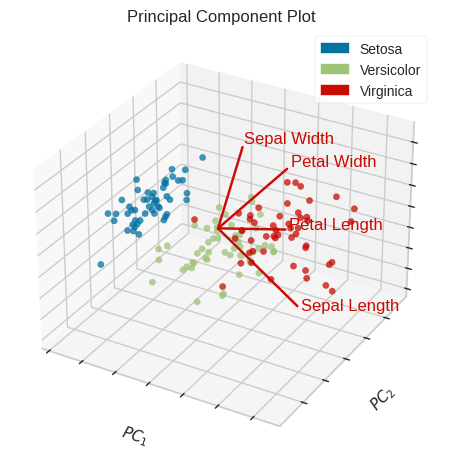 Principal Component Plot
Setosa
Versicolor
Virginica
Sepal Width
Petal Width
Petal Length
Sepal Length
PC₂
PC₁